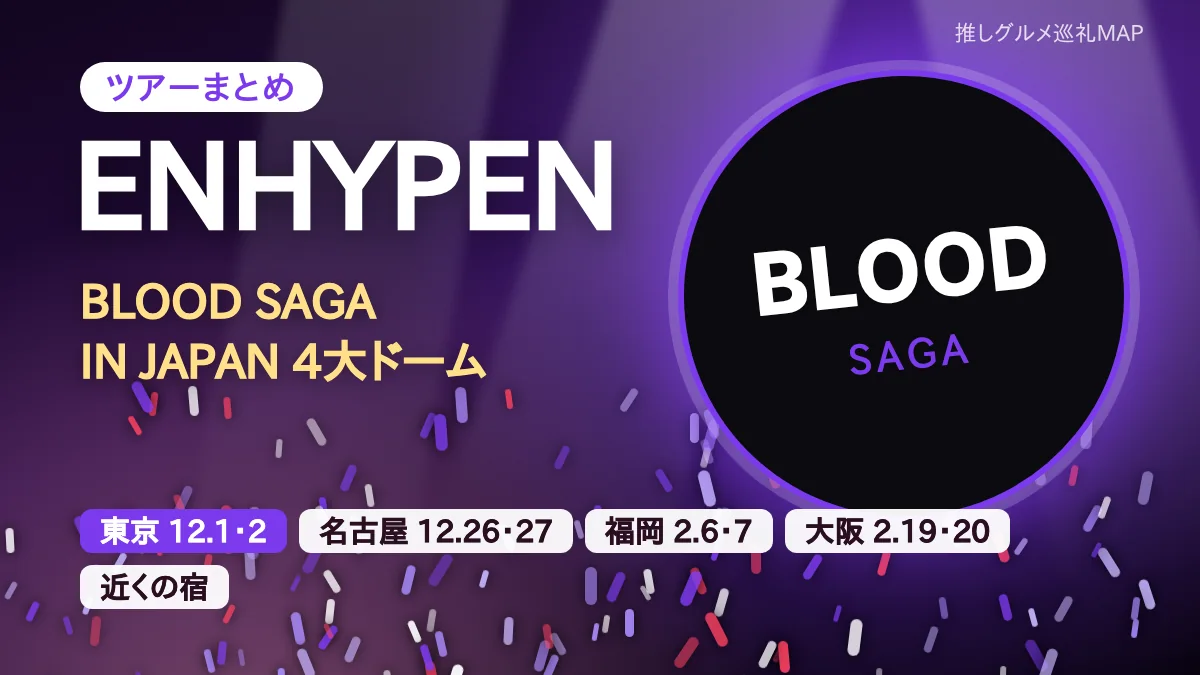 推しグルメ巡礼MAP
ツアーまとめ
ENHYPEN
BLOOD SAGA
IN JAPAN 4大ドーム
BLOOD
SAGA
東京 12.1・2
名古屋 12.26・27
福岡 2.6・7
大阪 2.19・20
近くの宿